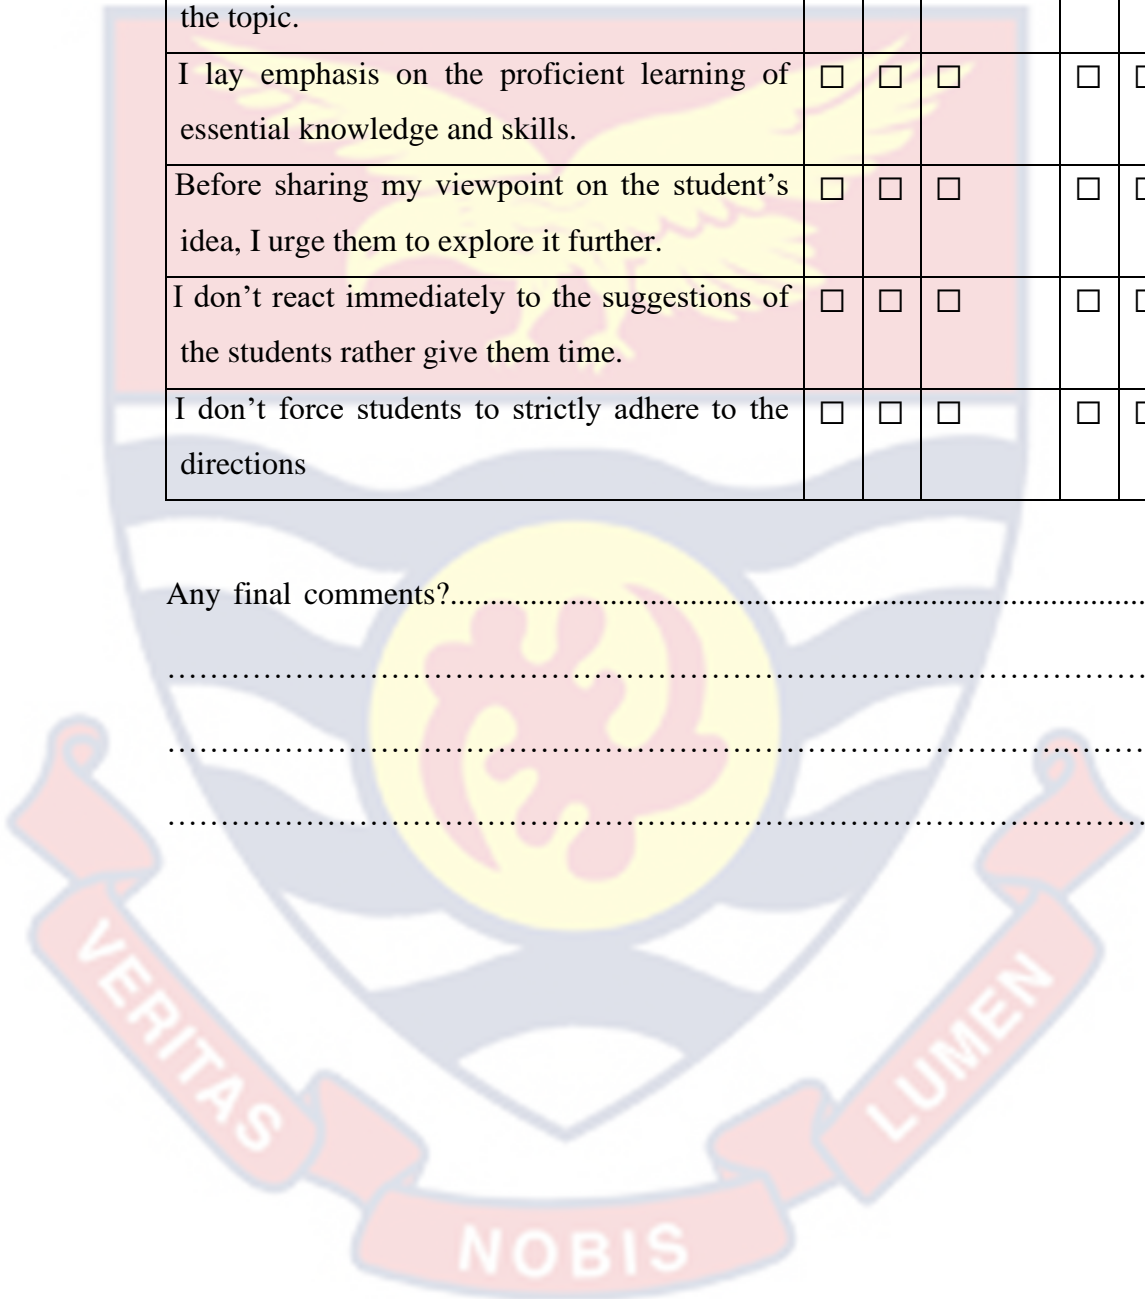 the topic.
I lay emphasis on the proficient learning of ☐ ☐ ☐ ☐ ☐
essential knowledge and skills.
Before sharing my viewpoint on the student’s ☐ ☐ ☐ ☐ ☐
idea, I urge them to explore it further.
I don’t react immediately to the suggestions of ☐ ☐ ☐ ☐ ☐
the students rather give them time.
I don’t force students to strictly adhere to the ☐ ☐ ☐ ☐ ☐
directions
Any final comments?..........................................................................................
…………………………………………………………………………………
…………………………………………………………………………………
…………………………………………………………………………………
VERITAS
NOBIS
LUMEN